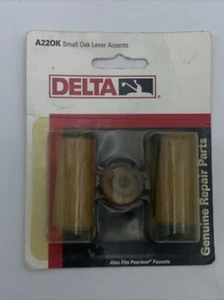 A22OK Small Oak Lever Accents
DELTA
Genuine Repair Parts
Also Fits Peerless® Faucets